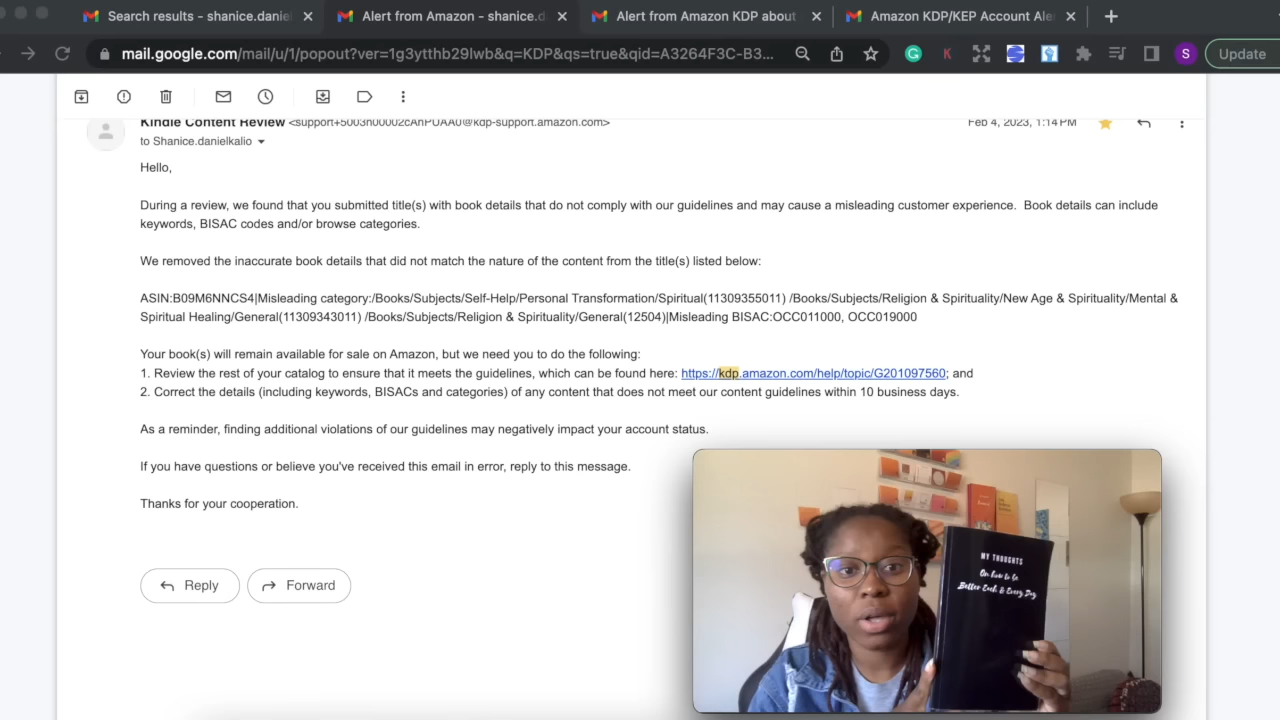 Search results - shanice.daniel
Alert from Amazon - shanice.d
Alert from Amazon KDP about
Amazon KDP/KEP Account Ale
mail.google.com/mail/u/1/popout?ver=1g3ytthb29lwb&q=KDP&qs=true&qid=A3264F3C-B3...
K
S
Update
Kindle Content Review <support+5003h00002cAnPUAA0@kdp-support.amazon.com>
Feb 4, 2023, 1:14 PM
to Shanice.danielkalio
Hello,
During a review, we found that you submitted title(s) with book details that do not comply with our guidelines and may cause a misleading customer experience.  Book details can include
keywords, BISAC codes and/or browse categories.
We removed the inaccurate book details that did not match the nature of the content from the title(s) listed below:
ASIN:B09M6NNCS4|Misleading category:/Books/Subjects/Self-Help/Personal Transformation/Spiritual(11309355011) /Books/Subjects/Religion & Spirituality/New Age & Spirituality/Mental &
Spiritual Healing/General(11309343011) /Books/Subjects/Religion & Spirituality/General(12504)|Misleading BISAC:OCC011000, OCC019000
Your book(s) will remain available for sale on Amazon, but we need you to do the following:
1. Review the rest of your catalog to ensure that it meets the guidelines, which can be found here: https://kdp.amazon.com/help/topic/G201097560; and
2. Correct the details (including keywords, BISACs and categories) of any content that does not meet our content guidelines within 10 business days.
As a reminder, finding additional violations of our guidelines may negatively impact your account status.
If you have questions or believe you've received this email in error, reply to this message.
Thanks for your cooperation.
Reply
Forward
MY THOUGHTS
On how to be
Better Each & Every Day